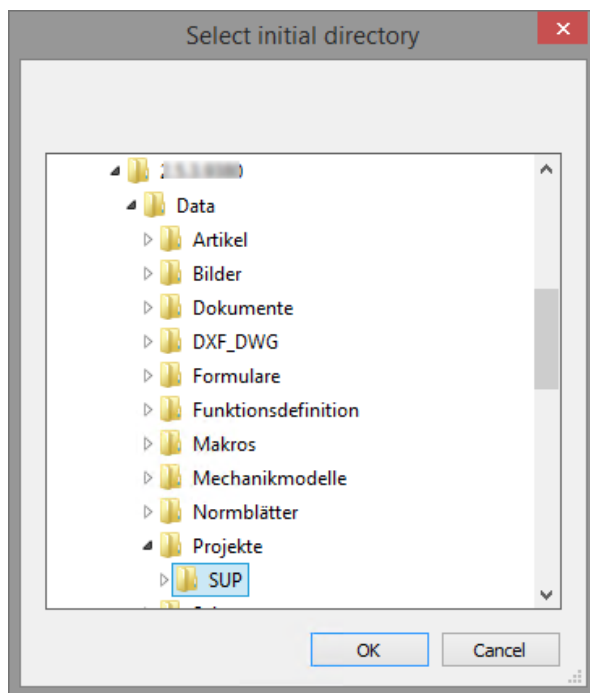 Select initial directory
Data
Artikel
Bilder
Dokumente
DXF_DWG
Formulare
Funktionsdefinition
Makros
Mechanikmodelle
Normblätter
Projekte
SUP
OK
Cancel